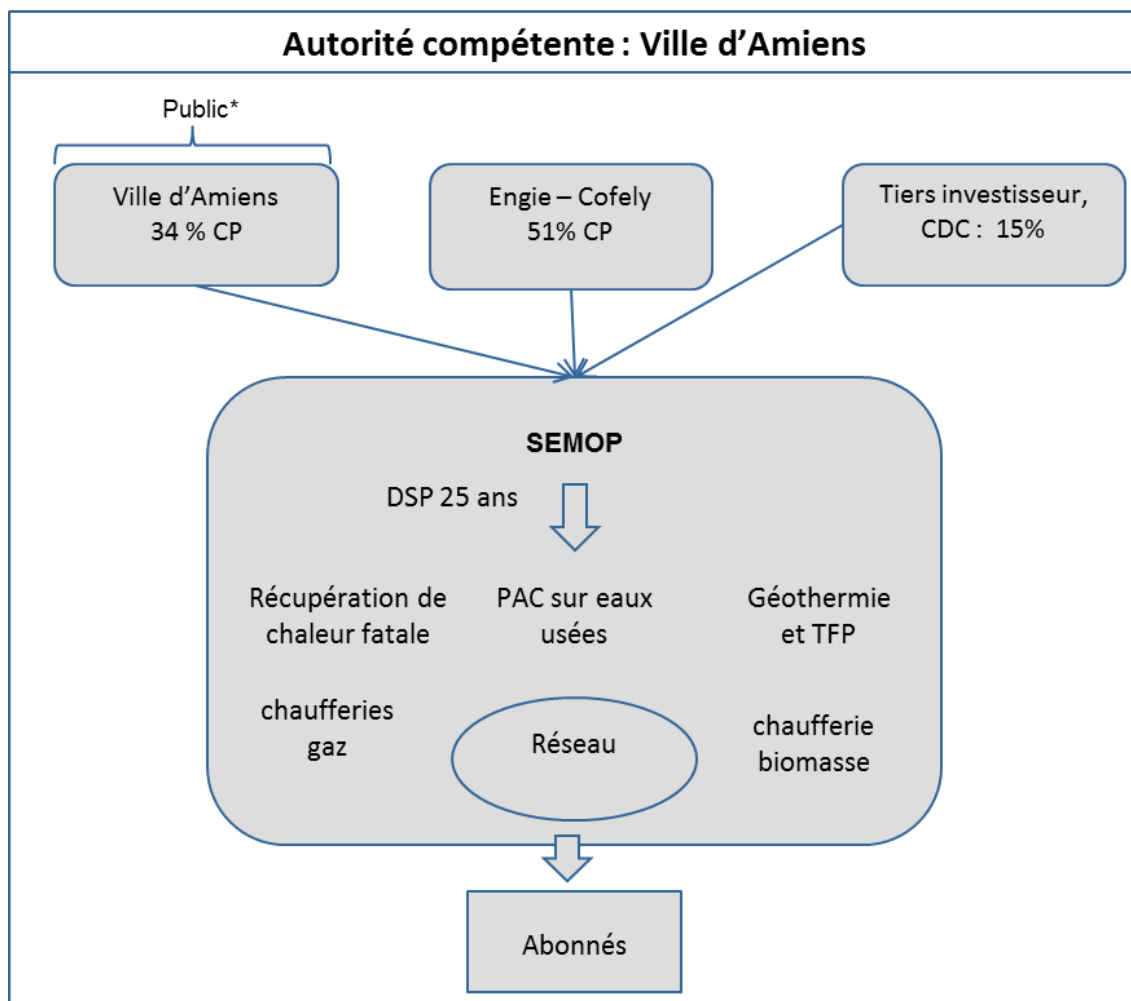 Autorité compétente : Ville d’Amiens
Public*
Ville d’Amiens
34 % CP
Engie – Cofely
51% CP
Tiers investisseur,
CDC : 15%
SEMOP
DSP 25 ans
Récupération de
chaleur fatale
PAC sur eaux
usées
Géothermie
et TFP
chaufferies
gaz
Réseau
chaufferie
biomasse
Abonnés